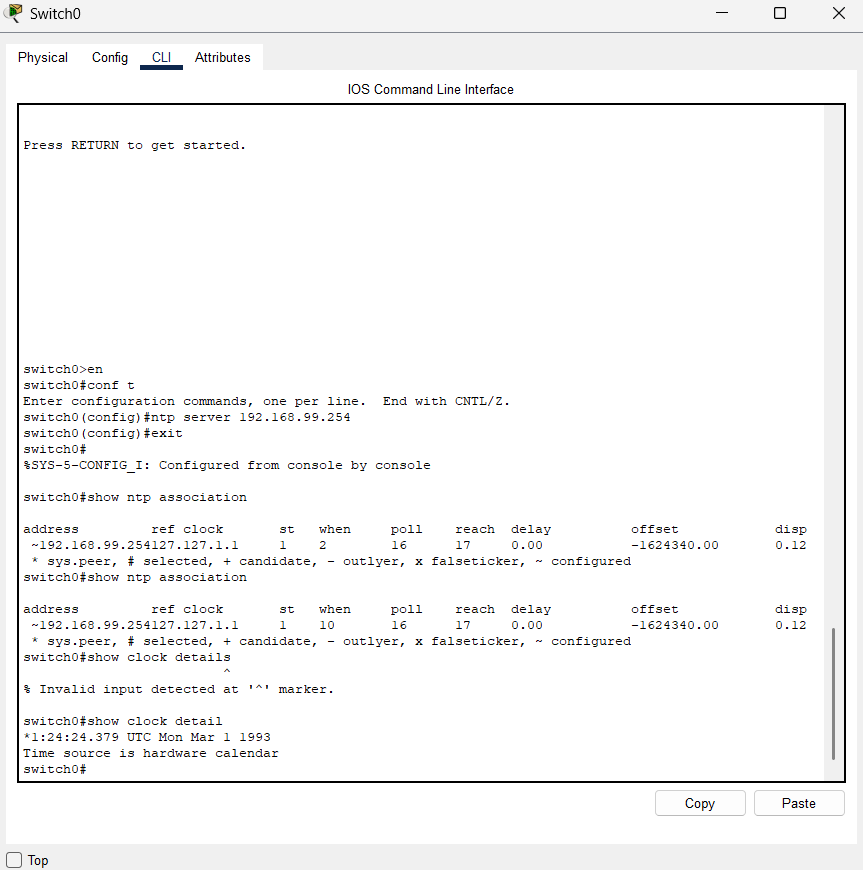 Switch0
Physical Config CLI Attributes
IOS Command Line Interface
Press RETURN to get started.
switch0>en
switch0#conf t
Enter configuration commands, one per line.  End with CNTL/Z.
switch0(config)#ntp server 192.168.99.254
switch0(config)#exit
switch0#
%SYS-5-CONFIG_I: Configured from console by console
switch0#show ntp association
address         ref clock       st   when     poll    reach  delay          offset            disp
 ~192.168.99.254127.127.1.1     1    2        16      17     0.00           -1624340.00       0.12
 * sys.peer, # selected, + candidate, - outlyer, x falseticker, ~ configured
switch0#show ntp association
address         ref clock       st   when     poll    reach  delay          offset            disp
 ~192.168.99.254127.127.1.1     1    10       16      17     0.00           -1624340.00       0.12
 * sys.peer, # selected, + candidate, - outlyer, x falseticker, ~ configured
switch0#show clock details
                         ^
% Invalid input detected at '^' marker.
switch0#show clock detail
*1:24:24.379 UTC Mon Mar 1 1993
Time source is hardware calendar
switch0#
Copy Paste
Top